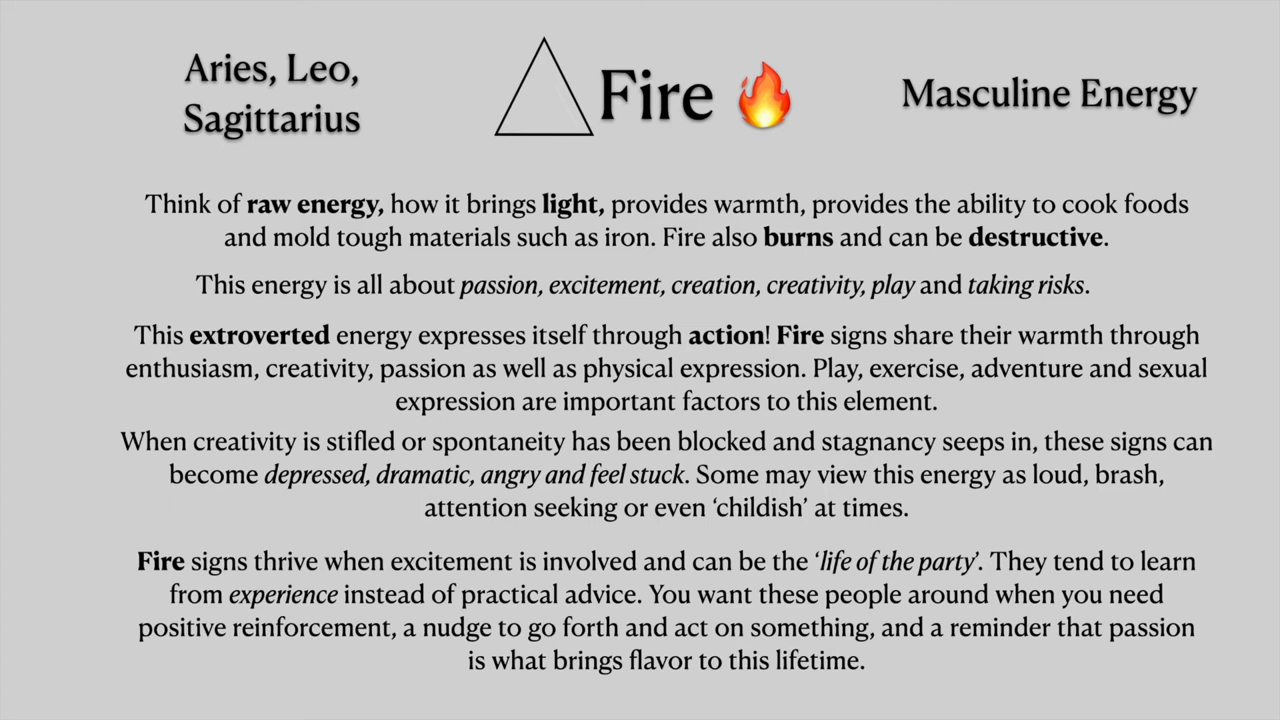 Aries, Leo,
Sagittarius
Fire 🔥
Masculine Energy
Think of raw energy, how it brings light, provides warmth, provides the ability to cook foods
and mold tough materials such as iron. Fire also burns and can be destructive.
This energy is all about passion, excitement, creation, creativity, play and taking risks.
This extroverted energy expresses itself through action! Fire signs share their warmth through
enthusiasm, creativity, passion as well as physical expression. Play, exercise, adventure and sexual
expression are important factors to this element.
When creativity is stifled or spontaneity has been blocked and stagnancy seeps in, these signs can
become depressed, dramatic, angry and feel stuck. Some may view this energy as loud, brash,
attention seeking or even ‘childish’ at times.
Fire signs thrive when excitement is involved and can be the ‘life of the party’. They tend to learn
from experience instead of practical advice. You want these people around when you need
positive reinforcement, a nudge to go forth and act on something, and a reminder that passion
is what brings flavor to this lifetime.